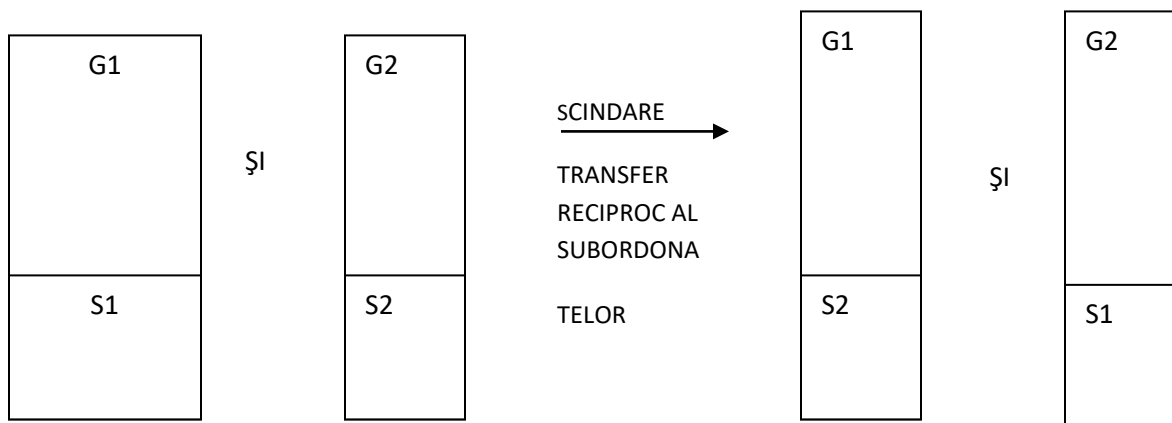 G1
S1
ŞI
G2
S2
SCINDARE
TRANSFER
RECIPROC AL
SUBORDONA
TELOR
G1
S2
ŞI
G2
S1